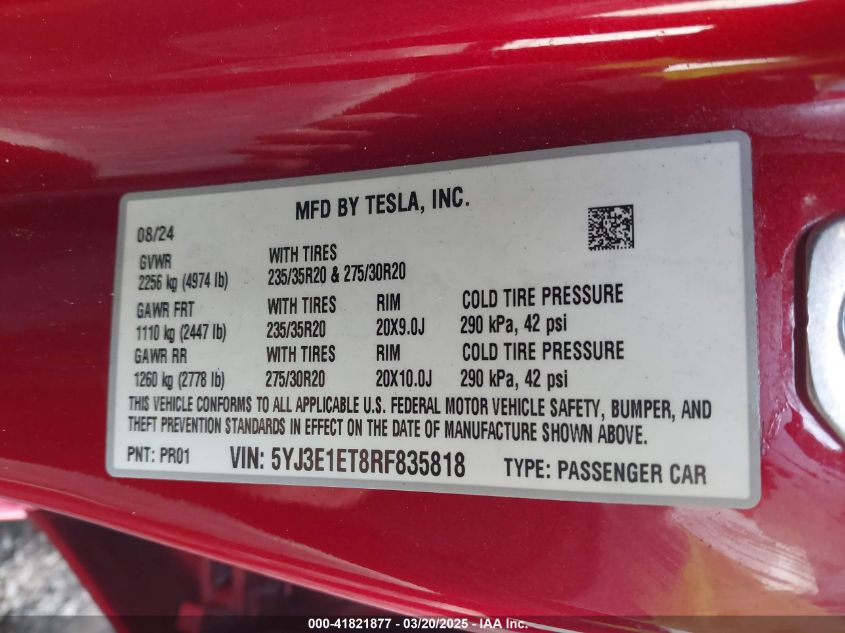 MFD BY TESLA, INC.
08/24
GVWR WITH TIRES
2256 kg (4974 lb) 235/35R20 & 275/30R20
GAWR FRT WITH TIRES RIM COLD TIRE PRESSURE
1110 kg (2447 lb) 235/35R20 20X9.0J 290 kPa, 42 psi
GAWR RR WITH TIRES RIM COLD TIRE PRESSURE
1260 kg (2778 lb) 275/30R20 20X10.0J 290 kPa, 42 psi
THIS VEHICLE CONFORMS TO ALL APPLICABLE U.S. FEDERAL MOTOR VEHICLE SAFETY, BUMPER, AND
THEFT PREVENTION STANDARDS IN EFFECT ON THE DATE OF MANUFACTURE SHOWN ABOVE.
PNT: PR01 VIN: 5YJ3E1ET8RF835818 TYPE: PASSENGER CAR
000-41821877 - 03/20/2025 - IAA Inc.